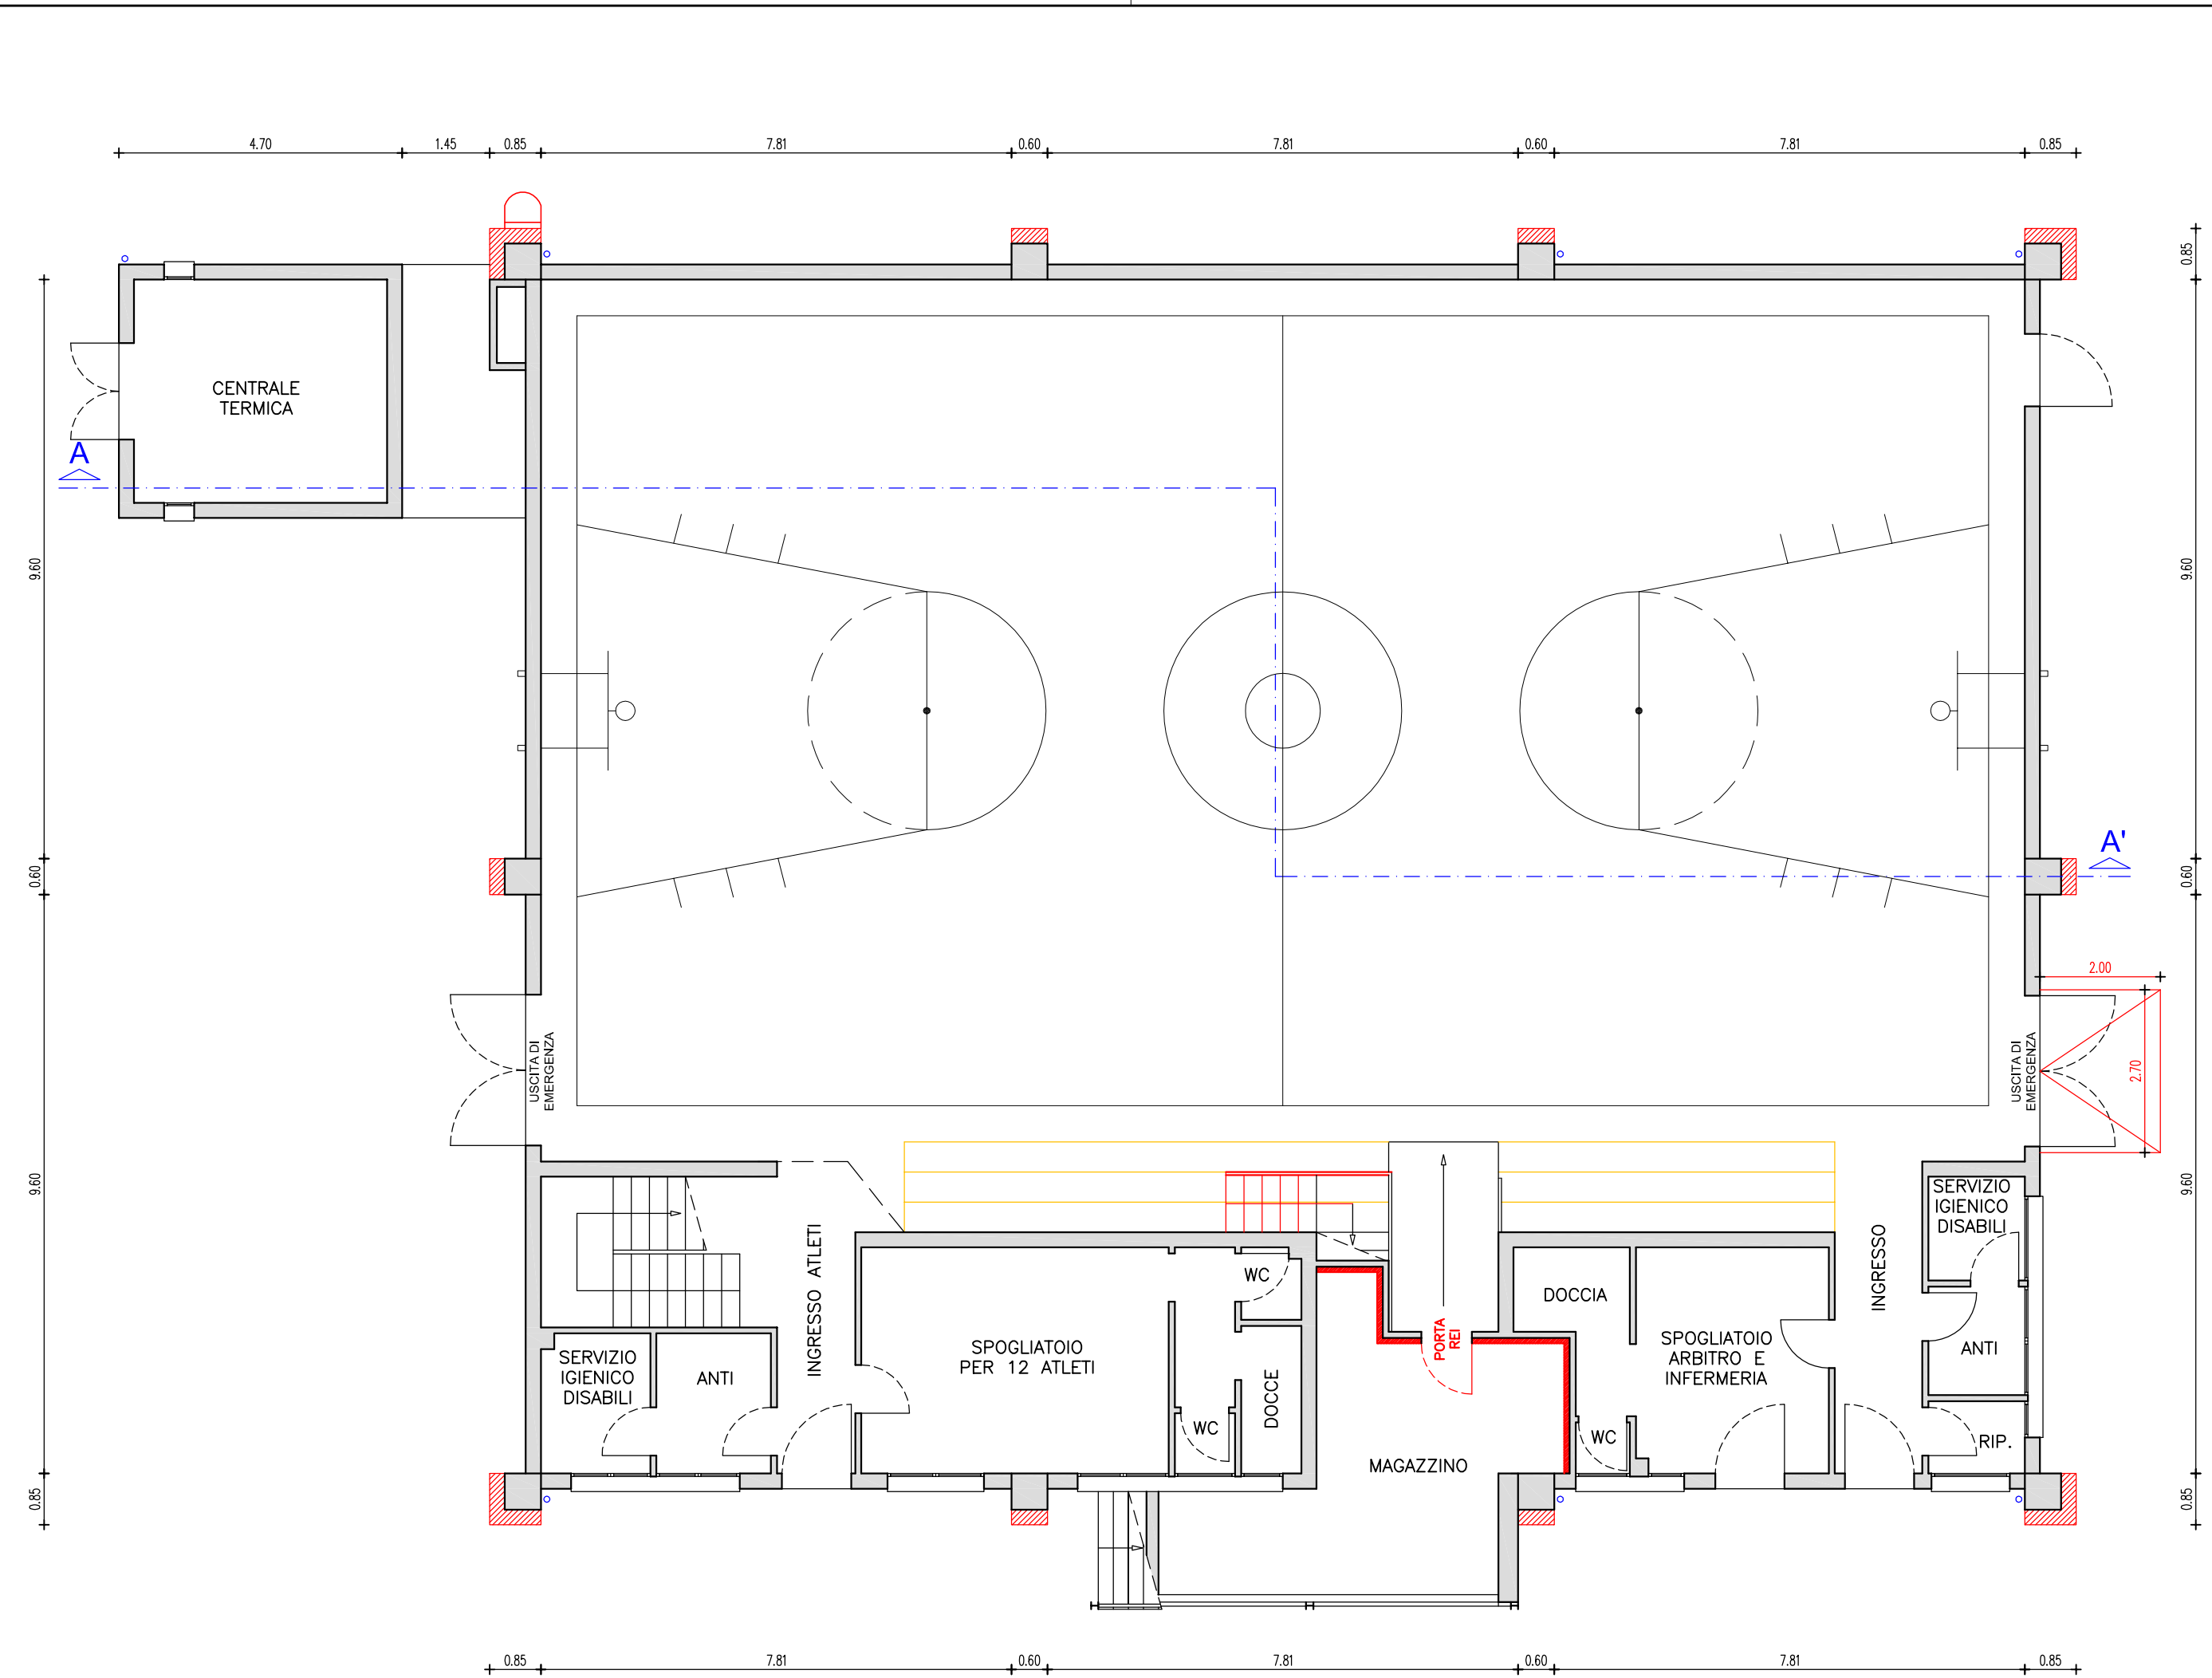 4.70 1.45 0.85 7.81 0.60 7.81 0.60 7.81 0.85
0.85
CENTRALE
TERMICA
A
9.60
9.60
A'
0.60
0.60
2.00
USCITA DI
EMERGENZA
USCITA DI
EMERGENZA
2.70
9.60
9.60
SERVIZIO
IGIENICO
DISABILI
INGRESSO ATLETI
INGRESSO
WC
DOCCIA
PORTA
REI
SPOGLIATOIO
PER 12 ATLETI
SPOGLIATOIO
ARBITRO E
INFERMERIA
ANTI
SERVIZIO
IGIENICO
DISABILI
ANTI
DOCCE
WC
WC
RIP.
MAGAZZINO
0.85
0.85
0.85 7.81 0.60 7.81 0.60 7.81 0.85